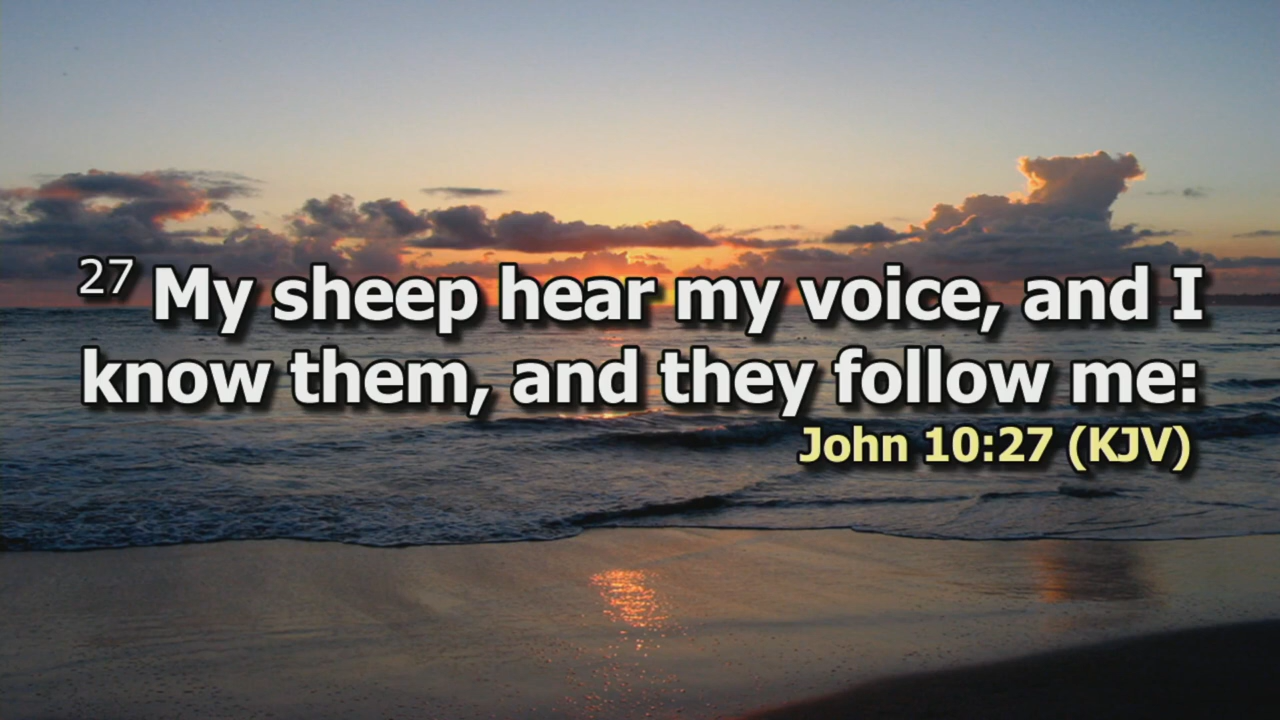 27 My sheep hear my voice, and I
know them, and they follow me:
John 10:27 (KJV)